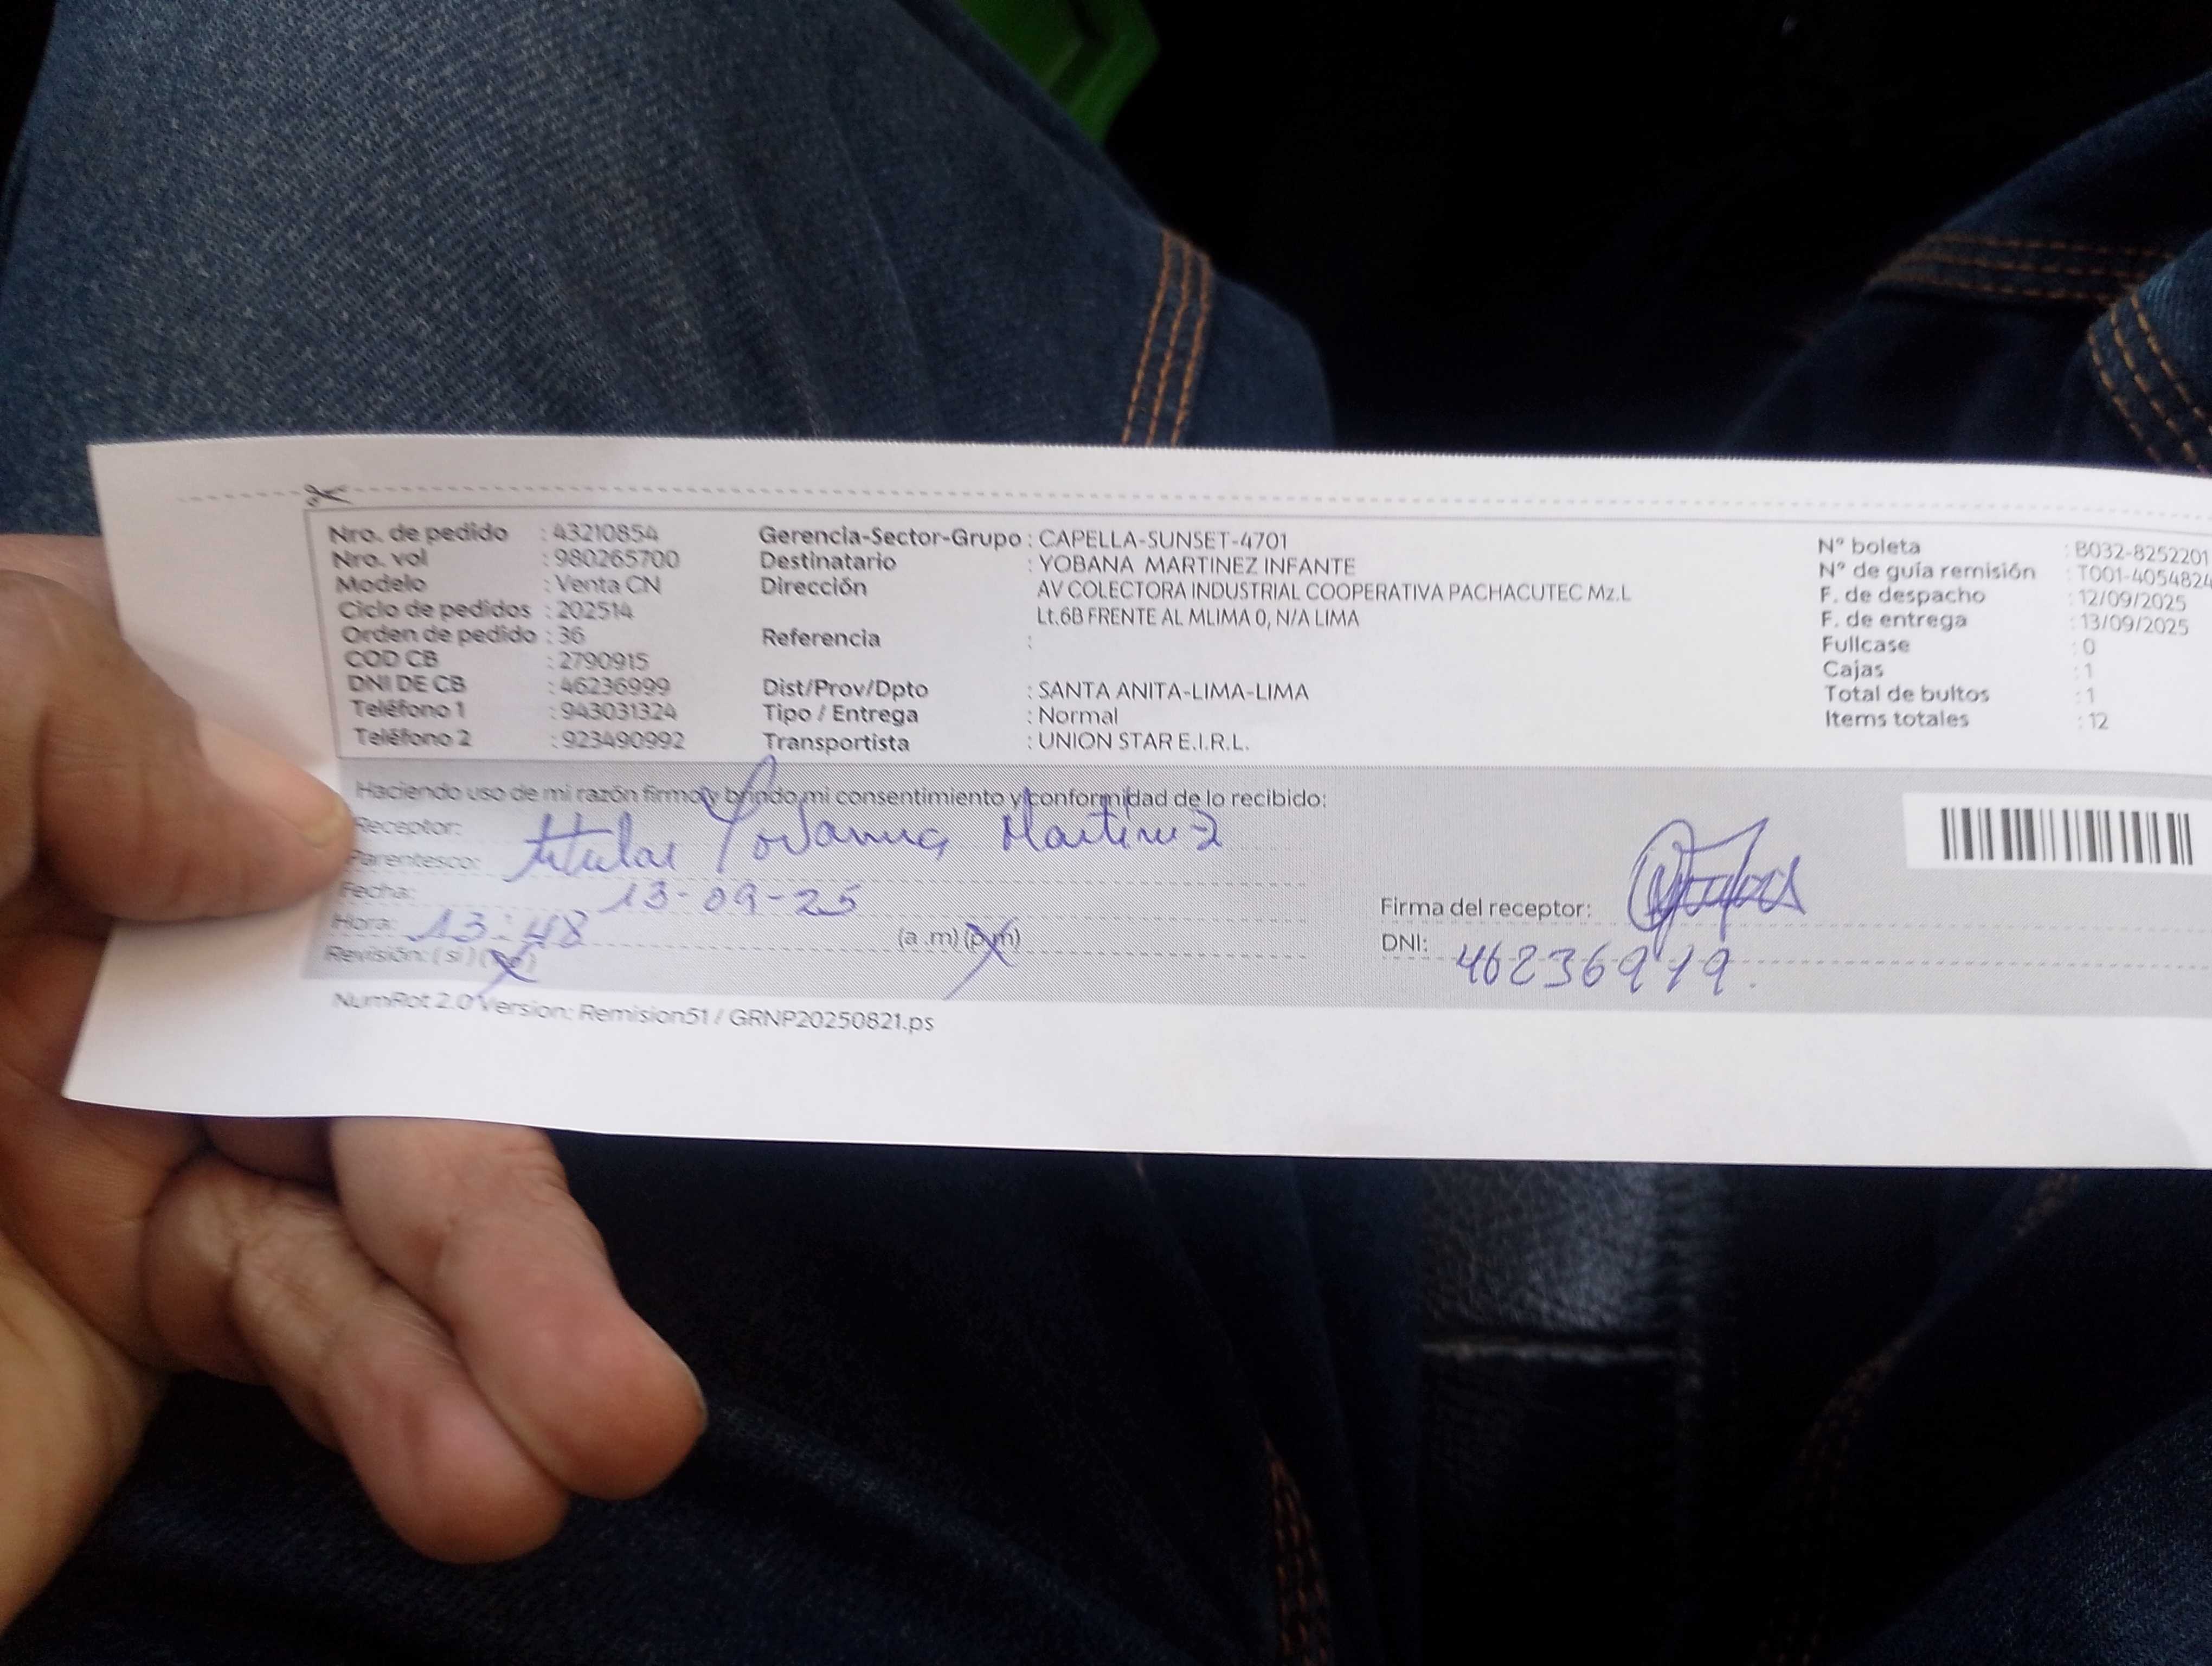 Nro. de pedido : 43210854
Nro. vol : 980265700
Modelo : Venta CN
Ciclo de pedidos : 202514
Orden de pedido : 36
COD CB : 2790915
DNI DE CB : 46236999
Teléfono 1 : 943031324
Teléfono 2 : 923490992
Gerencia-Sector-Grupo : CAPELLA-SUNSET-4701
Destinatario : YOBANA MARTINEZ INFANTE
Dirección AV COLECTORA INDUSTRIAL COOPERATIVA PACHACUTEC Mz.L
Lt.6B FRENTE AL MLIMA 0, N/A LIMA
Referencia :
Dist/Prov/Dpto : SANTA ANITA-LIMA-LIMA
Tipo / Entrega : Normal
Transportista : UNION STAR E.I.R.L.
Nº boleta : B032-8252201
Nº de guía remisión : T001-4054824
F. de despacho : 12/09/2025
F. de entrega : 13/09/2025
Fullcase : 0
Cajas : 1
Total de bultos : 1
Items totales : 12
Haciendo uso de mi razón firmo y brindo mi consentimiento y conformidad de lo recibido:
Receptor:
Parentesco: titular Yovanna Martinez
Fecha: 13-09-25
Hora: 13:48 (a .m) (p.m)
Revisión: ( si ) (no)
Firma del receptor:
DNI: 46236919.
NumRot 2.0 Version: Remision51 / GRNP20250821.ps